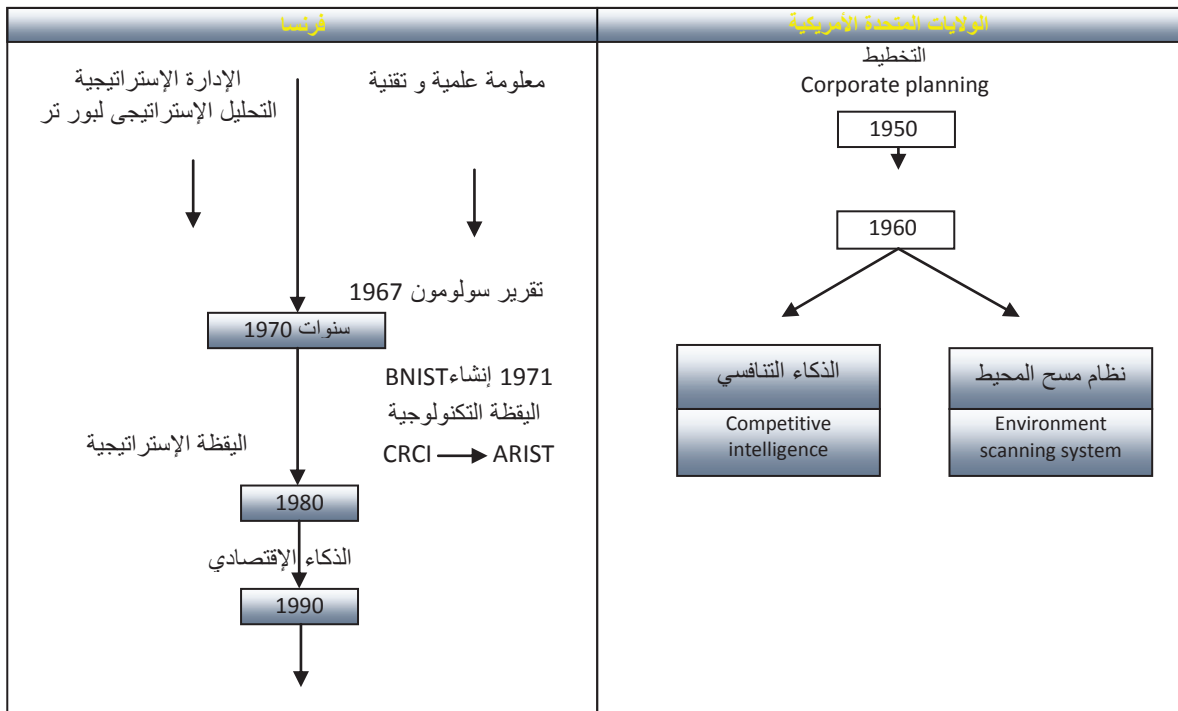 الولايات المتحدة الأمريكية
التخطيط
Corporate planning
1950
1960
نظام مسح المحيط
Environment
scanning system
الذكاء التنافسي
Competitive
intelligence
فرنسا
معلومة علمية و تقنية
الإدارة الإستراتيجية
التحليل الإستراتيجى لبور تر
تقرير سولومون 1967
سنوات 1970
1971 إنشاءBNIST
اليقظة التكنولوجية
CRCI → ARIST
اليقظة الإستراتيجية
1980
الذكاء الإقتصادي
1990